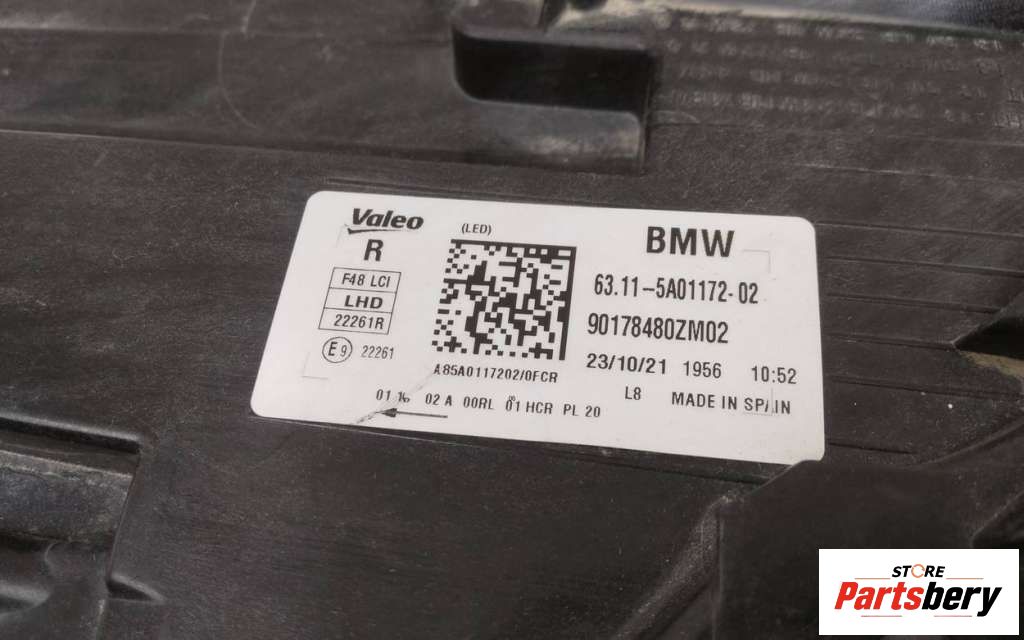 Valeo
(LED)
BMW
R
F48 LCI
LHD
22261R
E9 22261
63.11-5A01172-02
90178480ZM02
23/10/21 1956 10:52
A85A0117202/0FCR
L8 MADE IN SPAIN
02 A 00RL 01 HCR PL 20
STORE
Partsbery